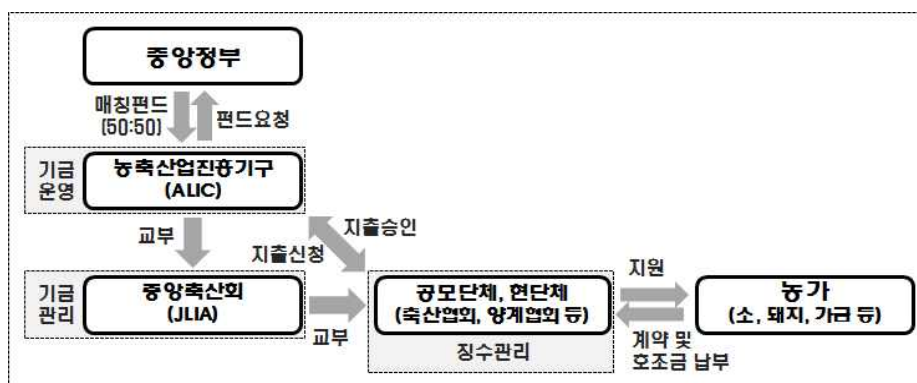 중앙정부
매칭펀드
(50:50)
펀드요청
기금
운영
농축산업진흥기구
(ALIC)
교부
지출신청
지출승인
기금
관리
중앙축산회
(JLIA)
교부
공모단체, 현단체
(축산협회, 양계협회 등)
징수관리
지원
계약 및
호조금 납부
농가
(소, 돼지, 가금 등)